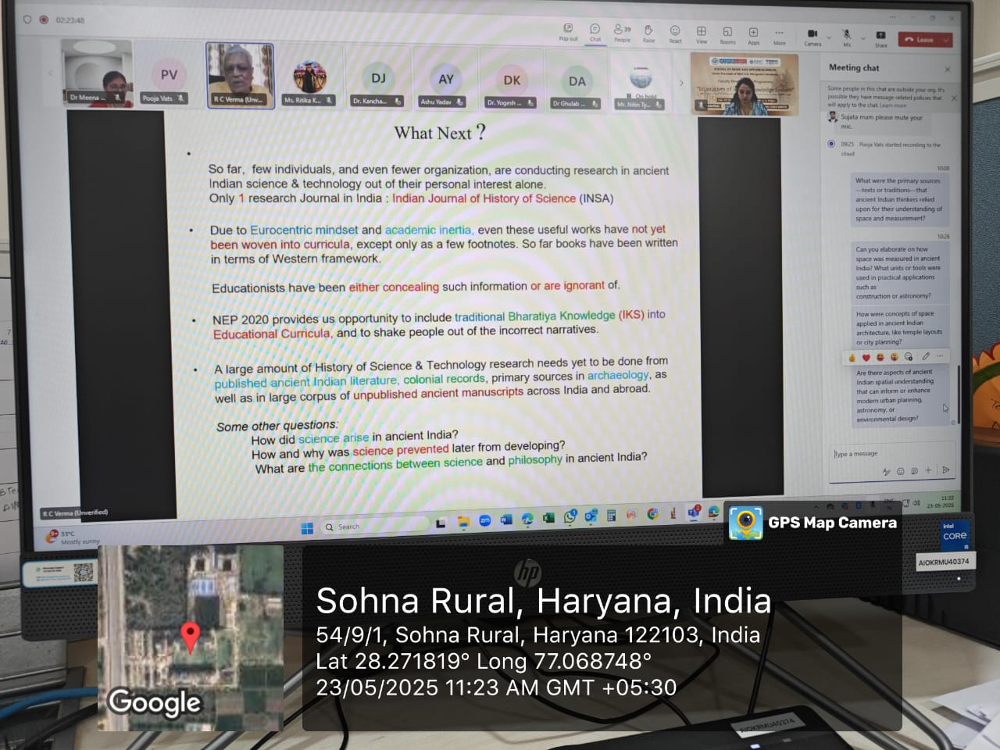 02:23:48
Pop out
Chat
39
People
Raise
React
View
Rooms
Apps
More
Camera
Mic
Share
Leave
Dr Meena ...
PV
Pooja Vats
R C Verma (Unv...
Ms. Ritika K...
DJ
Dr. Kancha...
AY
Ashu Yadav
DK
Dr. Yogesh ...
DA
Dr Ghulab ...
On hold
Mr. Nitin Ty...
What Next ?
So far, few individuals, and even fewer organization, are conducting research in ancient
Indian science & technology out of their personal interest alone.
Only 1 research Journal in India : Indian Journal of History of Science (INSA)
• Due to Eurocentric mindset and academic inertia, even these useful works have not yet
been woven into curricula, except only as a few footnotes. So far books have been written
in terms of Western framework.
Educationists have been either concealing such information or are ignorant of.
• NEP 2020 provides us opportunity to include traditional Bharatiya Knowledge (IKS) into
Educational Curricula, and to shake people out of the incorrect narratives.
• A large amount of History of Science & Technology research needs yet to be done from
published ancient Indian literature, colonial records, primary sources in archaeology, as
well as in large corpus of unpublished ancient manuscripts across India and abroad.
Some other questions:
How did science arise in ancient India?
How and why was science prevented later from developing?
What are the connections between science and philosophy in ancient India?
R C Verma (Unverified)
Meeting chat
Some people in this chat are outside your org. It's
possible they have message-related policies that
will apply to the chat. Learn more
Sujata mam please mute your
mic.
09:25 Pooja Vats started recording to the
cloud
10:08
What were the primary sources
—texts or traditions—that
ancient Indian thinkers relied
upon for their understanding of
space and measurement?
10:26
Can you elaborate on how
space was measured in ancient
India? What units or tools were
used in practical applications
such as
construction or astronomy?
How were concepts of space
applied in ancient Indian
architecture, like temple layouts
or city planning?
Are there aspects of ancient
Indian spatial understanding
that can inform or enhance
modern urban planning,
astronomy, or
environmental design?
Type a message
33°C
Mostly sunny
Search
11:22
23-05-2025
GPS Map Camera
intel
CORE
i5
AIOKRMU40374
hp
Google
Sohna Rural, Haryana, India
54/9/1, Sohna Rural, Haryana 122103, India
Lat 28.271819° Long 77.068748°
23/05/2025 11:23 AM GMT +05:30
AIOKRMU40374